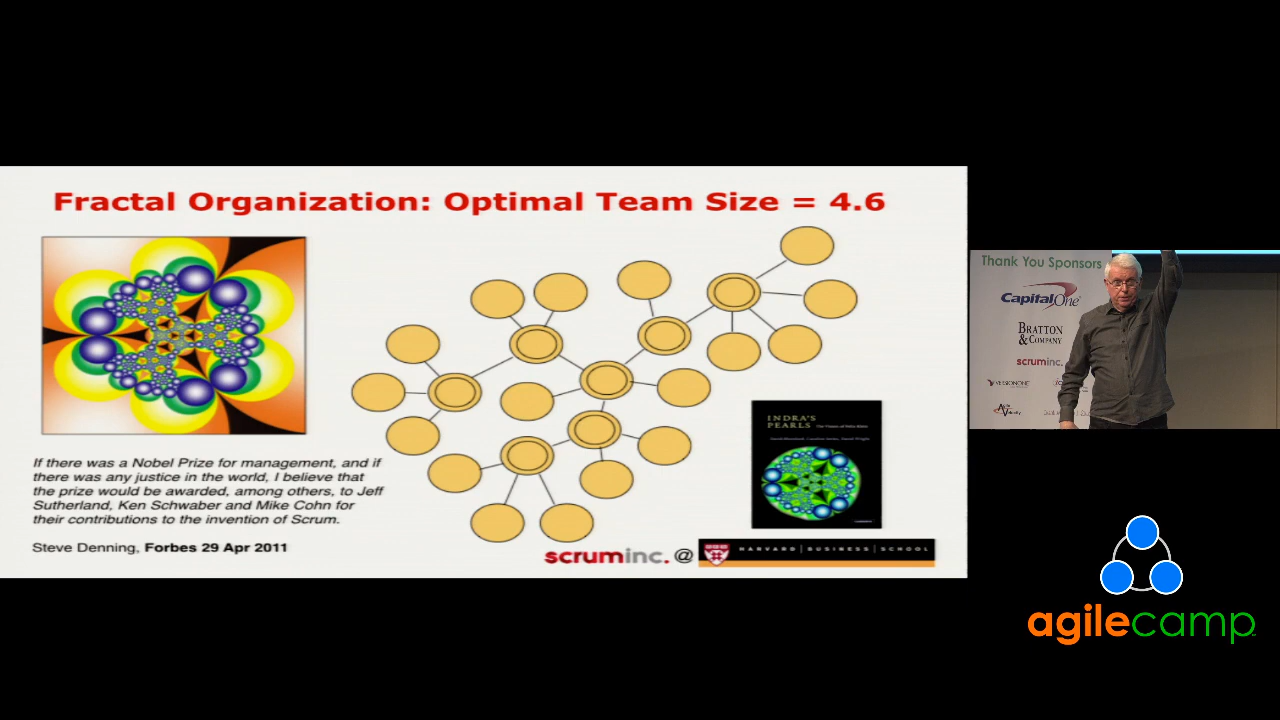 Fractal Organization: Optimal Team Size = 4.6
If there was a Nobel Prize for management, and if
there was any justice in the world, I believe that
the prize would be awarded, among others, to Jeff
Sutherland, Ken Schwaber and Mike Cohn for
their contributions to the invention of Scrum.
Steve Denning, Forbes 29 Apr 2011
INDRA'S
PEARLS
scruminc. @ HARVARD | BUSINESS | SCHOOL
Thank You Sponsors
CapitalOne
BRATTON
& COMPANY
scruminc.
VERSIONONE
agilecamp